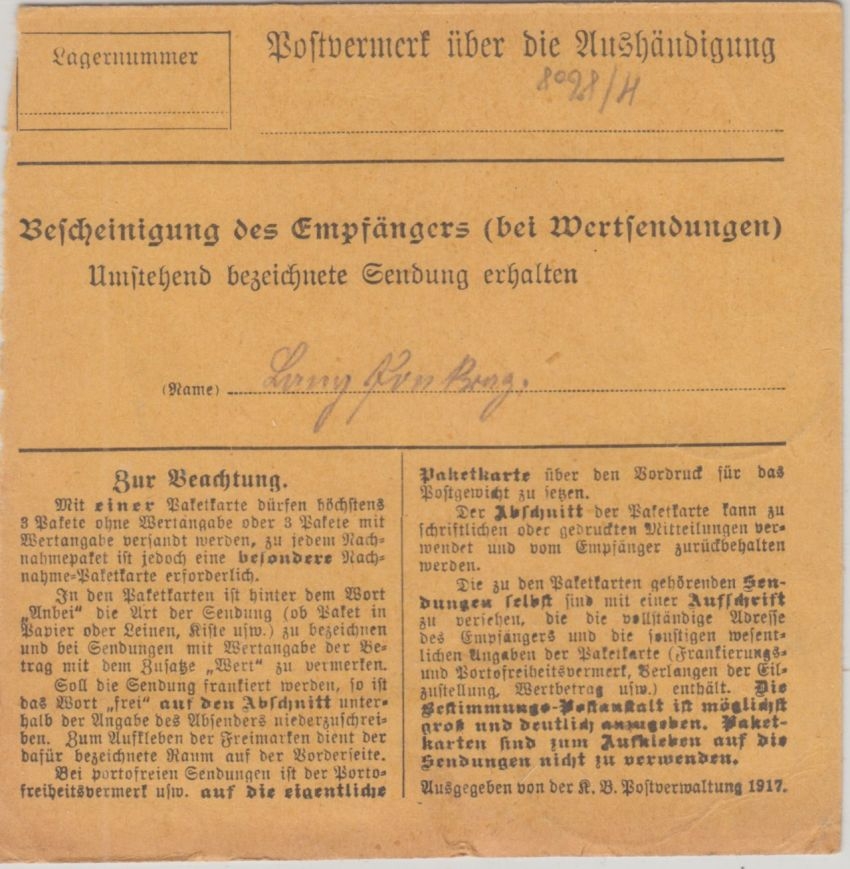 Lagernummer
Postvermerk über die Aushändigung
8098/H
Bescheinigung des Empfängers (bei Wertsendungen)
Umstehend bezeichnete Sendung erhalten
(Name)
Zur Beachtung.
Mit einer Paketkarte dürfen höchstens
3 Pakete ohne Wertangabe oder 3 Pakete mit
Wertangabe versandt werden, zu jedem Nach-
nahmepaket ist jedoch eine besondere Nach-
nahme-Paketkarte erforderlich.
In den Paketkarten ist hinter dem Wort
„Anbei“ die Art der Sendung (ob Paket in
Papier oder Leinen, Kiste usw.) zu bezeichnen
und bei Sendungen mit Wertangabe der Be-
trag mit dem Zusatze „Wert“ zu vermerken.
Soll die Sendung frankiert werden, so ist
das Wort „frei“ auf den Abschnitt unter-
halb der Angabe des Absenders niederzuschrei-
ben. Zum Aufkleben der Freimarken dient der
dafür bezeichnete Raum auf der Vorderseite.
Bei portofreien Sendungen ist der Porto-
freiheitsvermerk usw. auf die eigentliche
Paketkarte über den Vordruck für das
Postgewicht zu setzen.
Der Abschnitt der Paketkarte kann zu
schriftlichen oder gedruckten Mitteilungen ver-
wendet und vom Empfänger zurückbehalten
werden.
Die zu den Paketkarten gehörenden Sen-
dungen selbst sind mit einer Aufschrift
zu versehen, die die vollständige Adresse
des Empfängers und die sonstigen wesent-
lichen Angaben der Paketkarte (Frankierungs-
und Portofreiheitsvermerk, Verlangen der Eil-
zustellung, Wertbetrag usw.) enthält. Die
Bestimmungs-Postanstalt ist möglichst
groß und deutlich anzugeben. Paket-
karten sind zum Aufkleben auf die
Sendungen nicht zu verwenden.
Ausgegeben von der K. B. Postverwaltung 1917.